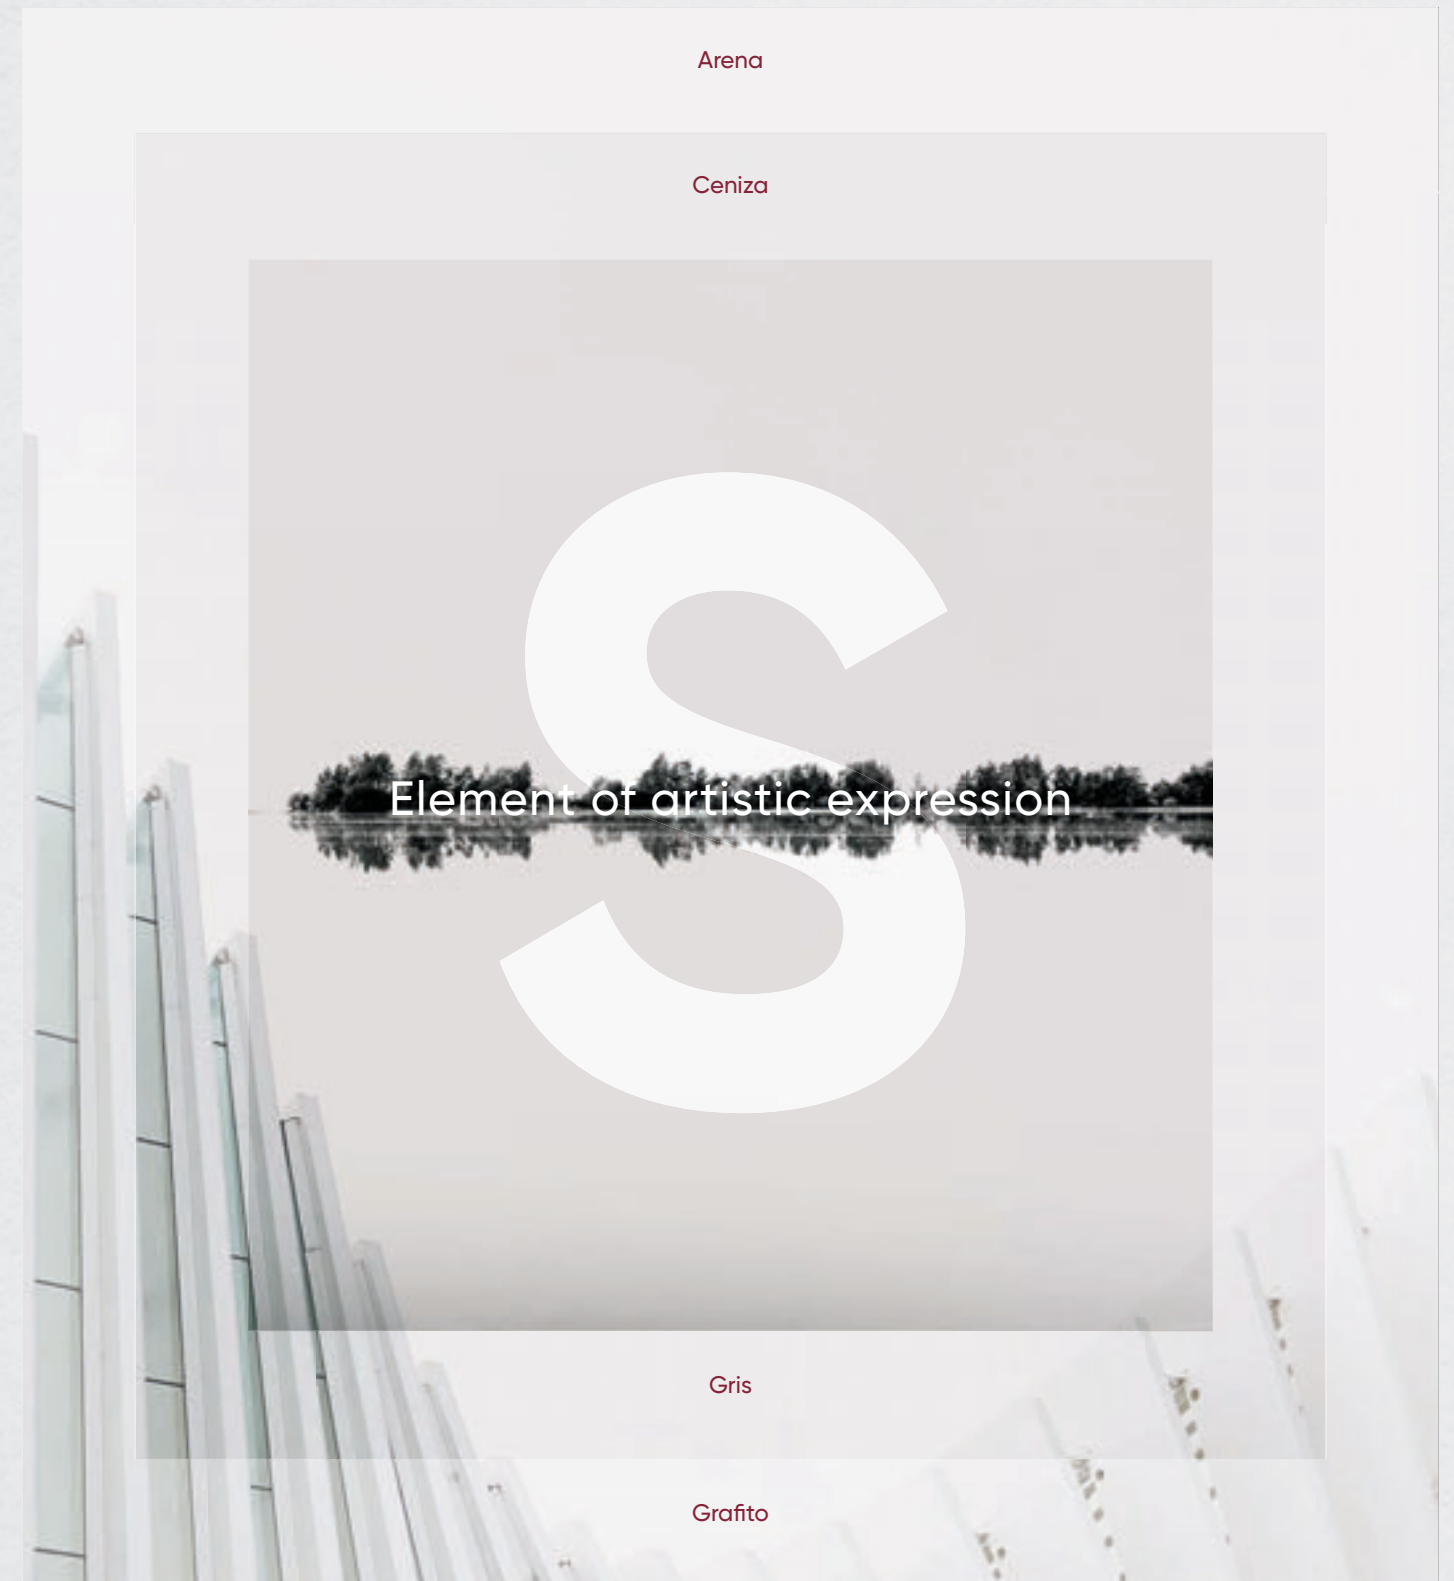 Arena
Ceniza
S
Element of artistic expression
Gris
Grafito